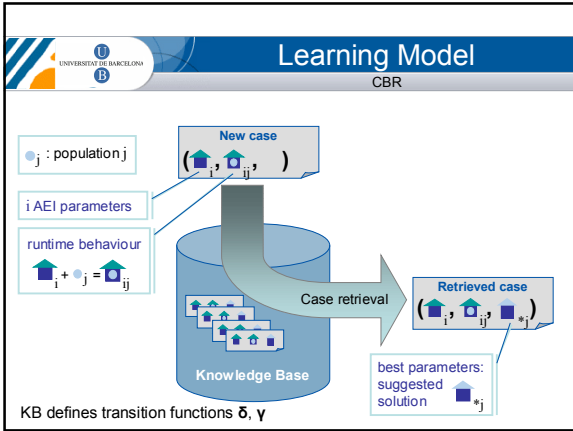 Learning Model
CBR
U
UNIVERSITAT DE BARCELONA
B
j : population j
New case
( i, ij, )
i AEI parameters
runtime behaviour
i + j = ij
Case retrieval
Retrieved case
( i, ij, *j )
Knowledge Base
best parameters:
suggested
solution *j
KB defines transition functions δ, γ